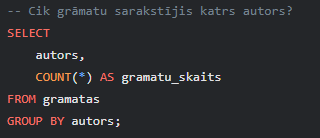 -- Cik grāmatu sarakstījis katrs autors?
SELECT
    autors,
    COUNT(*) AS gramatu_skaits
FROM gramatas
GROUP BY autors;